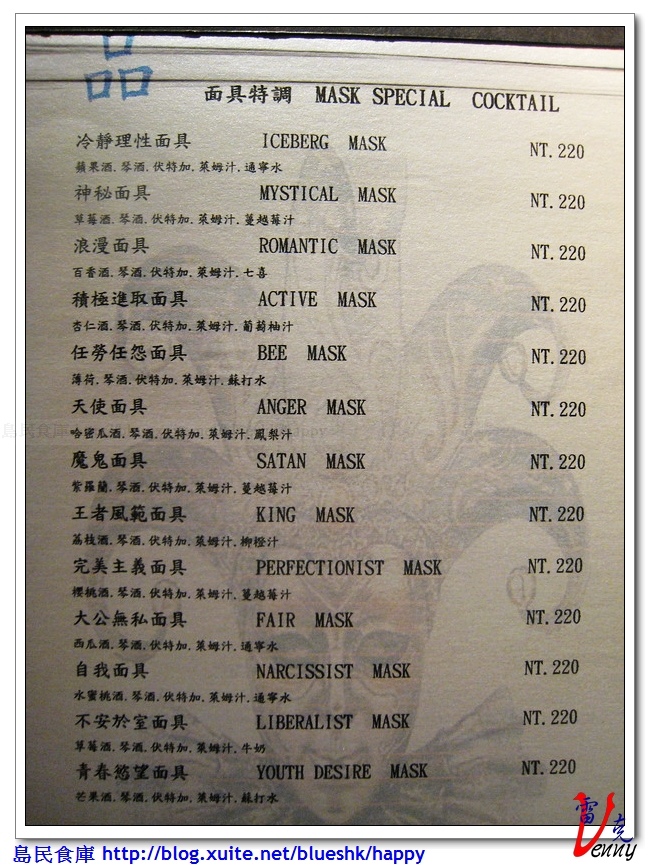 品
面具特調 MASK SPECIAL COCKTAIL
冷靜理性面具 ICEBERG MASK NT.220
蘋果酒.琴酒.伏特加.萊姆汁.通寧水
神秘面具 MYSTICAL MASK NT.220
草莓酒.琴酒.伏特加.萊姆汁.蔓越莓汁
浪漫面具 ROMANTIC MASK NT.220
百香酒.琴酒.伏特加.萊姆汁.七喜
積極進取面具 ACTIVE MASK NT.220
杏仁酒.琴酒.伏特加.萊姆汁.葡萄柚汁
任勞任怨面具 BEE MASK NT.220
薄荷.琴酒.伏特加.萊姆汁.蘇打水
天使面具 ANGER MASK NT.220
哈密瓜酒.琴酒.伏特加.萊姆汁.鳳梨汁
魔鬼面具 SATAN MASK NT.220
紫羅蘭.琴酒.伏特加.萊姆汁.蔓越莓汁
王者風範面具 KING MASK NT.220
荔枝酒.琴酒.伏特加.萊姆汁.柳橙汁
完美主義面具 PERFECTIONIST MASK NT.220
櫻桃酒.琴酒.伏特加.萊姆汁.蔓越莓汁
大公無私面具 FAIR MASK NT.220
西瓜酒.琴酒.伏特加.萊姆汁.通寧水
自我面具 NARCISSIST MASK NT.220
水蜜桃酒.琴酒.伏特加.萊姆汁.通寧水
不安於室面具 LIBERALIST MASK NT.220
草莓酒.琴酒.伏特加.萊姆汁.牛奶
青春慾望面具 YOUTH DESIRE MASK NT.220
芒果酒.琴酒.伏特加.萊姆汁.蘇打水
雷克
Venny
島民食庫 http://blog.xuite.net/blueshk/happy